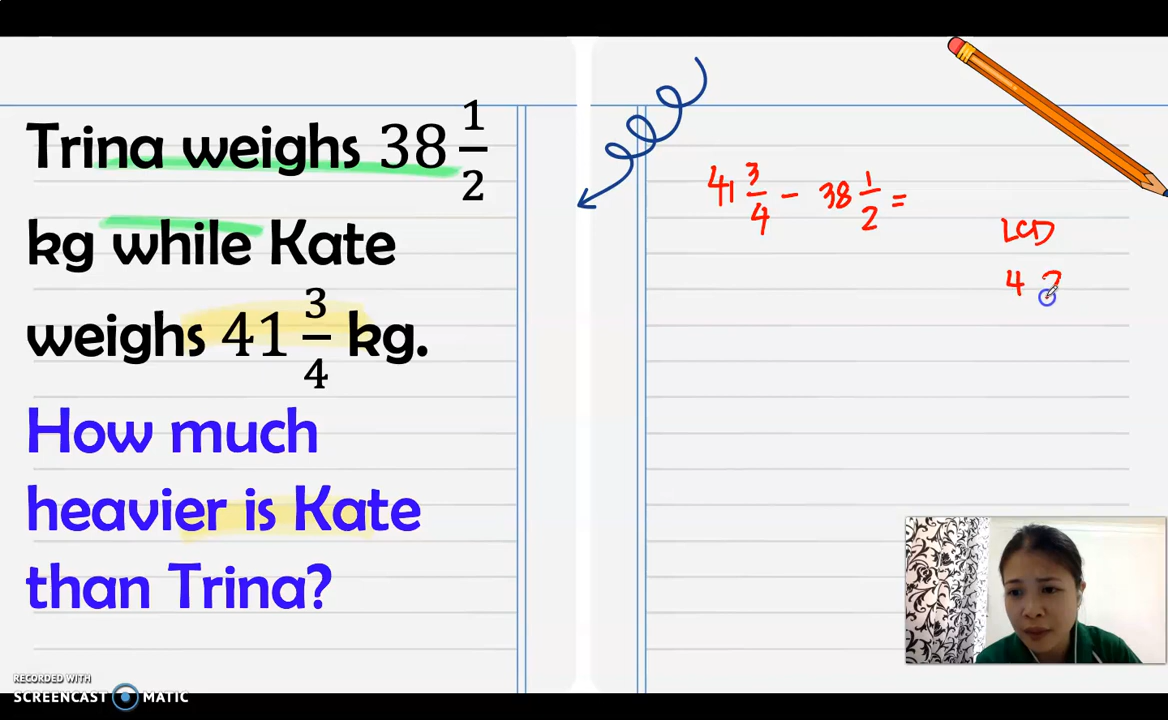 Trina weighs 38 1/2
kg while Kate
weighs 41 3/4 kg.
How much
heavier is Kate
than Trina?
41 3/4 - 38 1/2 =
LCD
4 2
RECORDED WITH
SCREENCAST MATIC